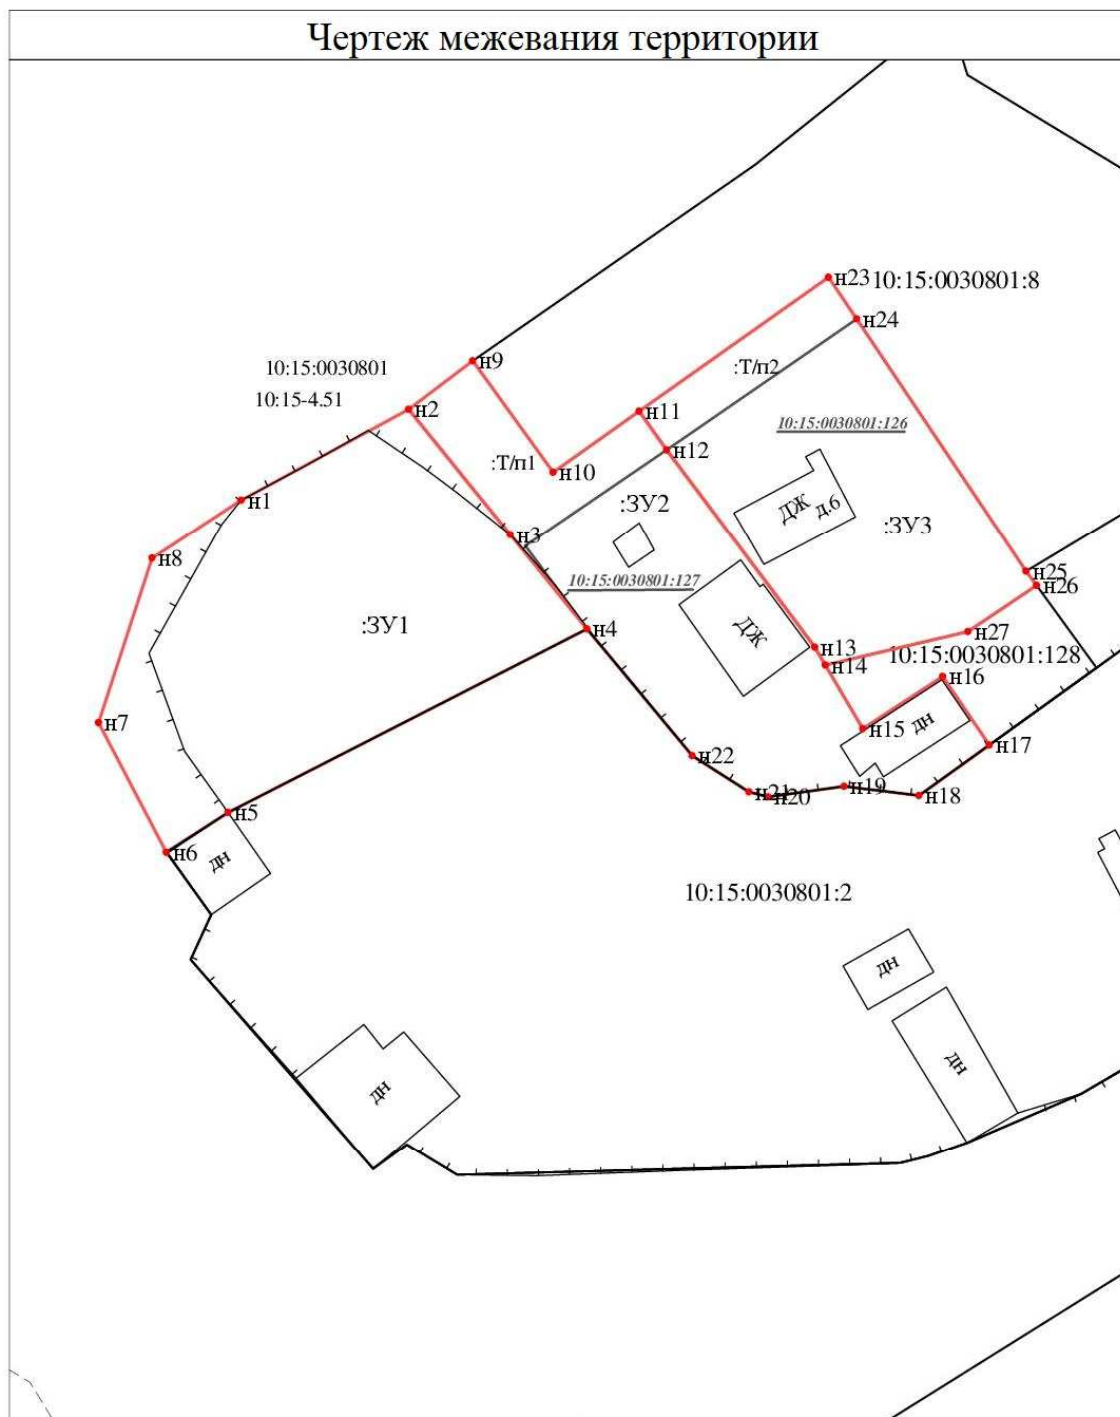 Чертеж межевания территории
н23
10:15:0030801:8
н24
н9
10:15:0030801
:Т/п2
10:15-4.51
н2
н11
10:15:0030801:126
н12
:Т/п1
н10
н1
:ЗУ2
ДЖ
д.6
:ЗУ3
н3
н8
н25
10:15:0030801:127
н26
:ЗУ1
н4
ДЖ
н27
н13
10:15:0030801:128
н14
н16
н7
н15
дн
н17
н22
н21
н20
н19
н18
н5
н6
дн
10:15:0030801:2
дн
дн
дн